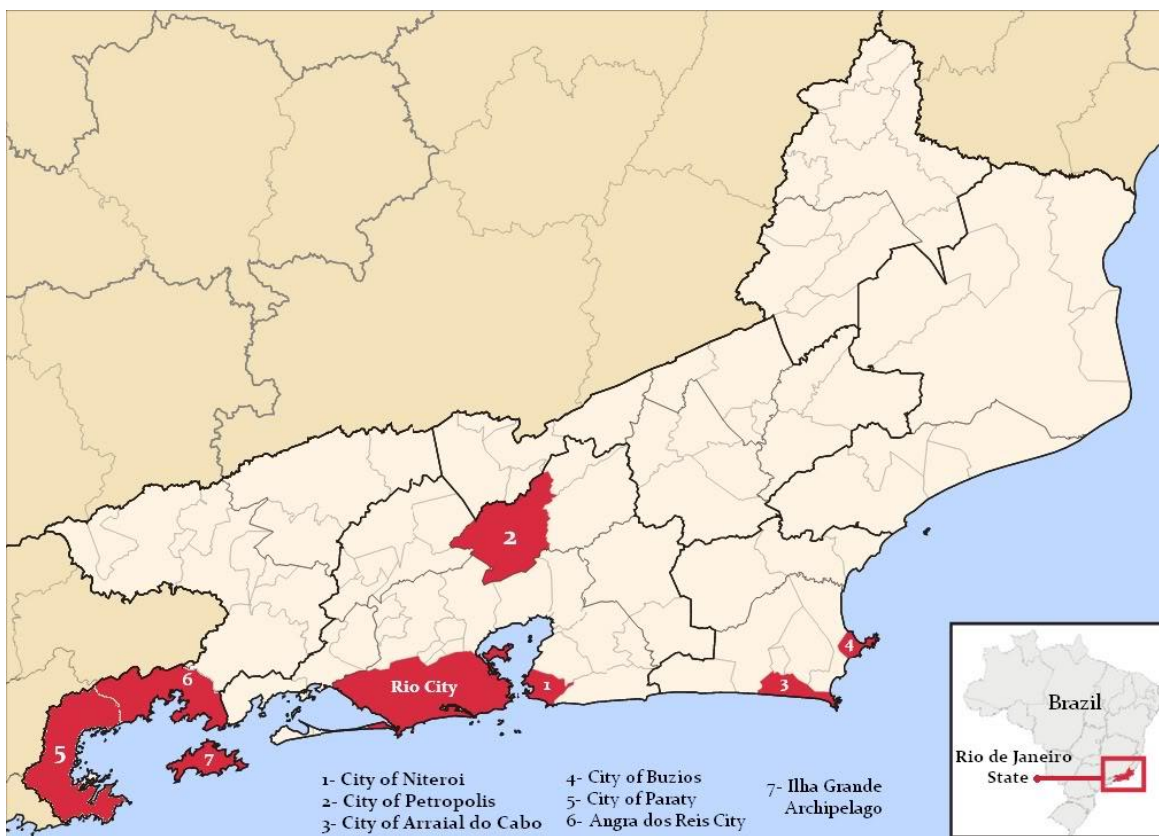 2
4
6
Rio City
1
3
5
7
Brazil
Rio de Janeiro
State
1- City of Niteroi
2- City of Petropolis
3- City of Arraial do Cabo
4- City of Buzios
5- City of Paraty
6- Angra dos Reis City
7- Ilha Grande
Archipelago